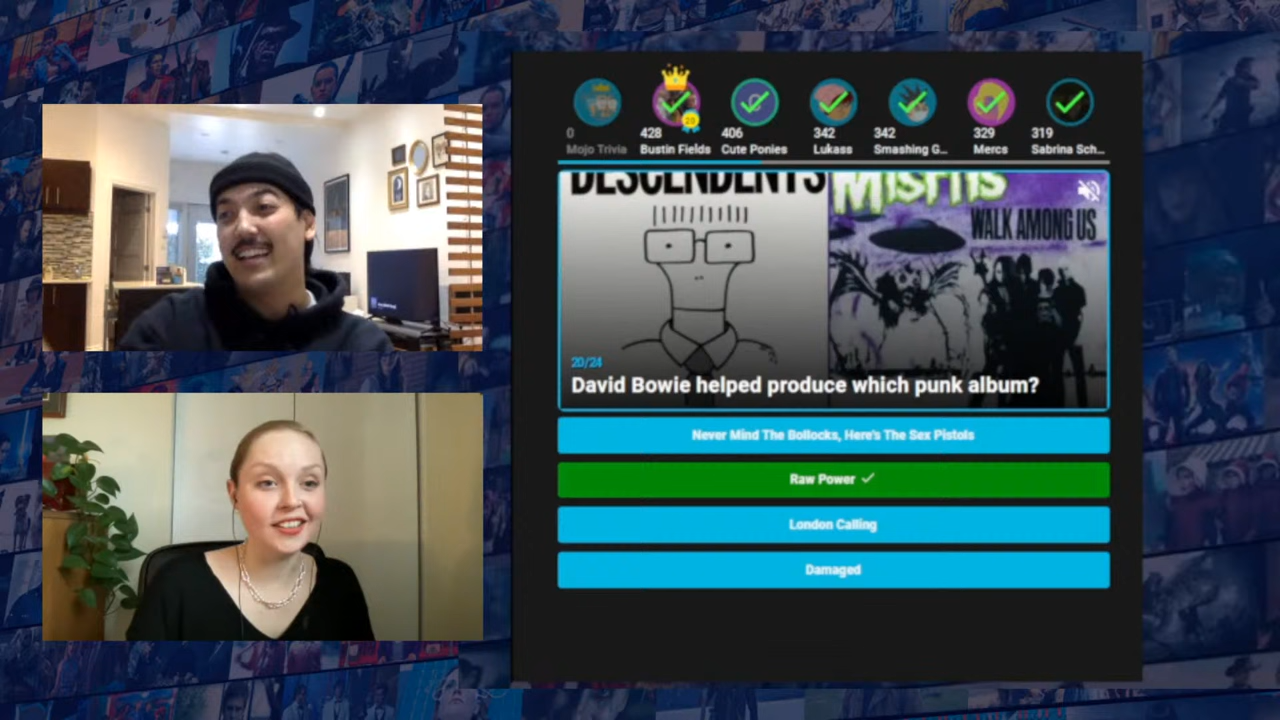 0
Mojo Trivia
428
Bustin Fields
20
406
Cute Ponies
342
Lukass
342
Smashing G...
329
Mercs
319
Sabrina Sch...
DESCENDENTS
MISFITS
WALK AMONG US
20/24
David Bowie helped produce which punk album?
Never Mind The Bollocks, Here's The Sex Pistols
Raw Power
London Calling
Damaged